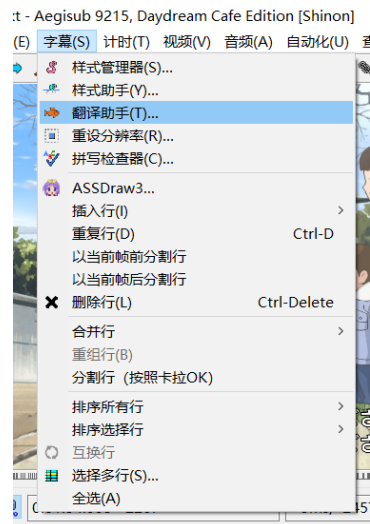 xt - Aegisub 9215, Daydream Cafe Edition [Shinon]
(E) 字幕(S) 计时(T) 视频(V) 音频(A) 自动化(U)
样式管理器(S)...
样式助手(Y)...
翻译助手(T)...
重设分辨率(R)...
拼写检查器(C)...
ASSDraw3...
插入行(I)
重复行(D) Ctrl-D
以当前帧前分割行
以当前帧后分割行
删除行(L) Ctrl-Delete
合并行
重组行(B)
分割行（按照卡拉OK)
排序所有行
排序选择行
互换行
选择多行(S)...
全选(A)